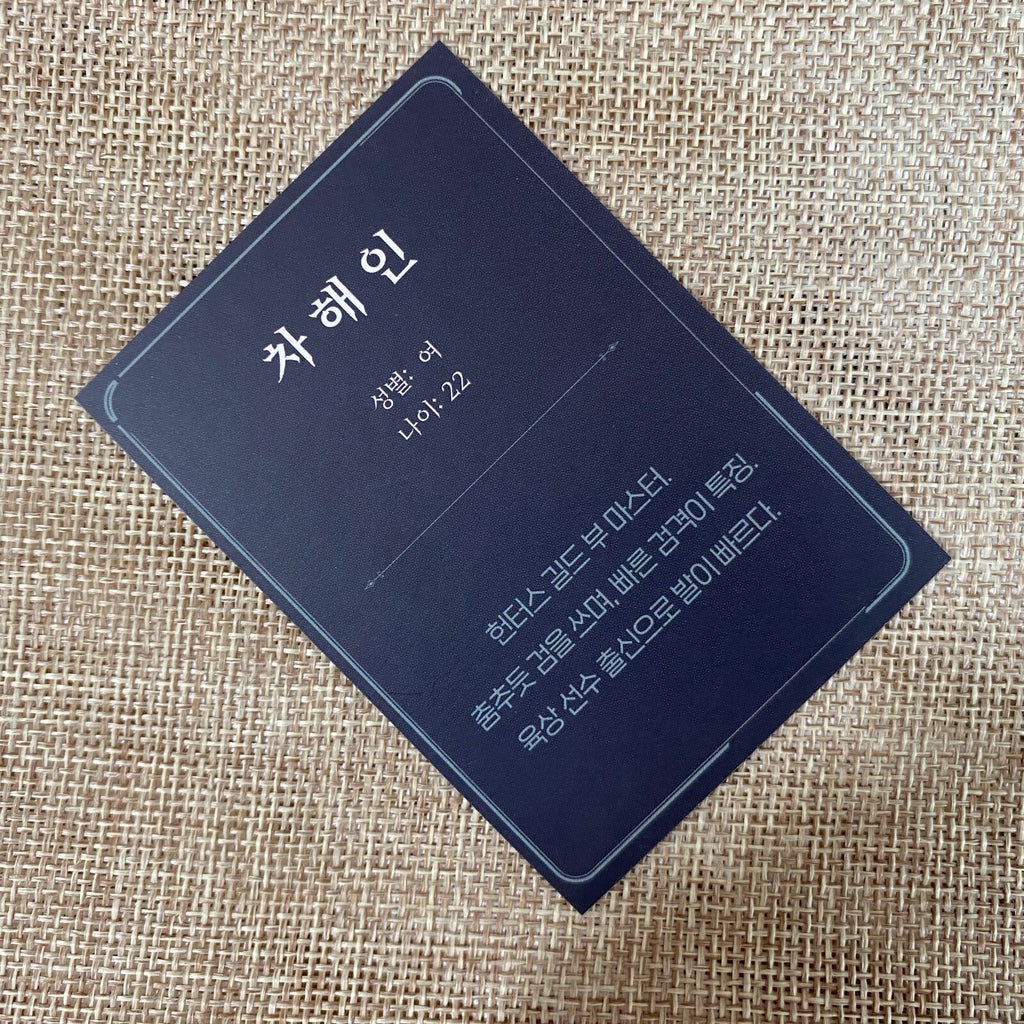 차해인
성별: 여
나이: 22
헌터스 길드 부 마스터.
춤추듯 검을 쓰며, 빠른 검격이 특징.
육상 선수 출신으로 발이 빠르다.